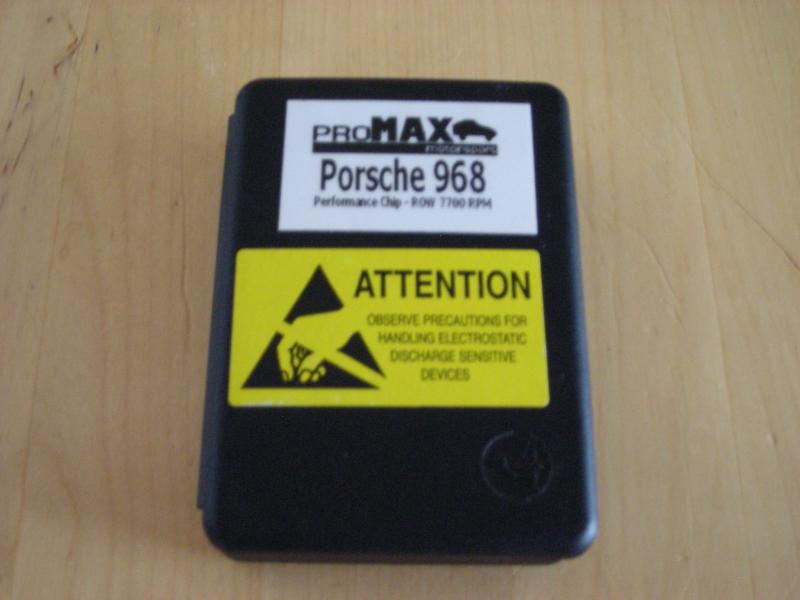 PROMAX
motorsport
Porsche 968
Performance Chip - ROW 7700 RPM
ATTENTION
OBSERVE PRECAUTIONS FOR
HANDLING ELECTROSTATIC
DISCHARGE SENSITIVE
DEVICES